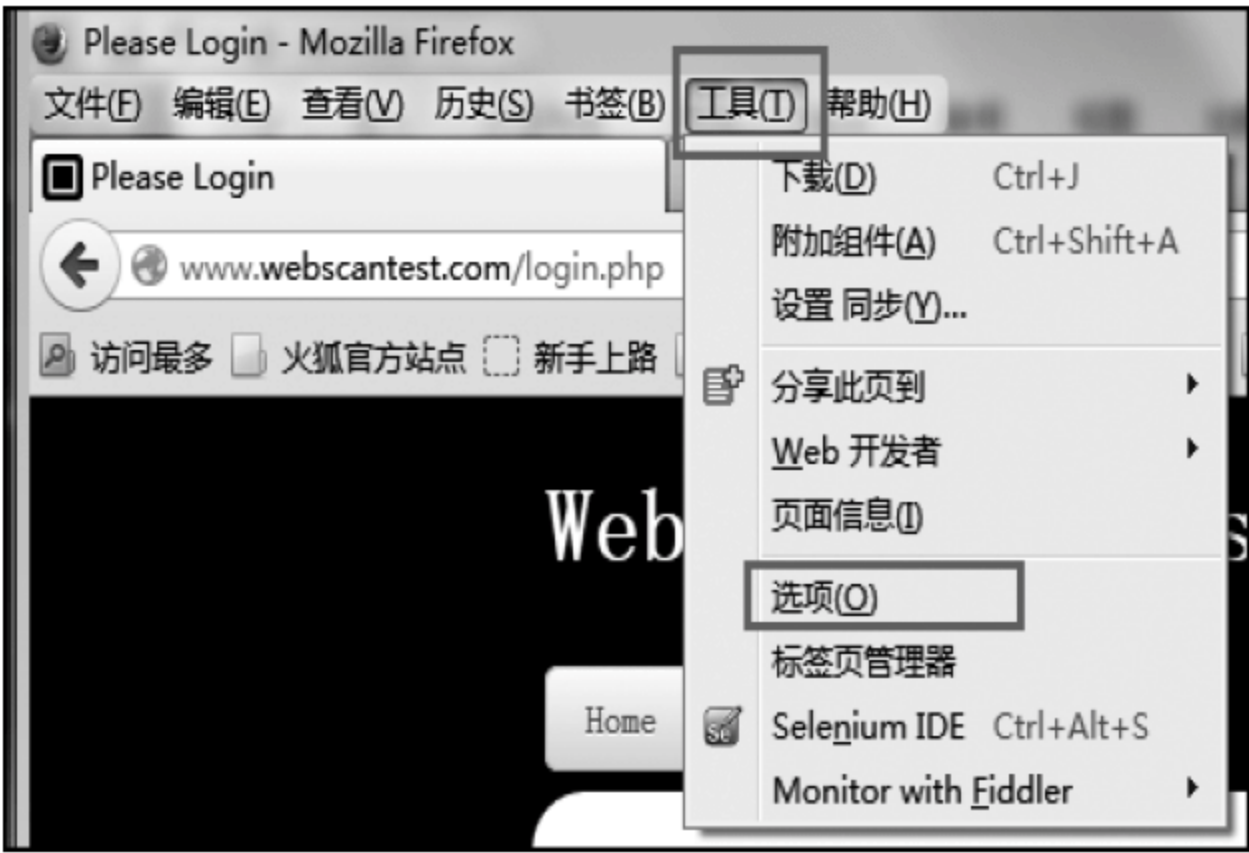 Please Login - Mozilla Firefox
文件(F) 编辑(E) 查看(V) 历史(S) 书签(B) 工具(T) 帮助(H)
Please Login
www.webscantest.com/login.php
访问最多 火狐官方站点 新手上路
下载(D) Ctrl+J
附加组件(A) Ctrl+Shift+A
设置 同步(Y)...
分享此页到
Web 开发者
页面信息(I)
选项(O)
标签页管理器
Selenium IDE Ctrl+Alt+S
Monitor with Fiddler
Web
Home